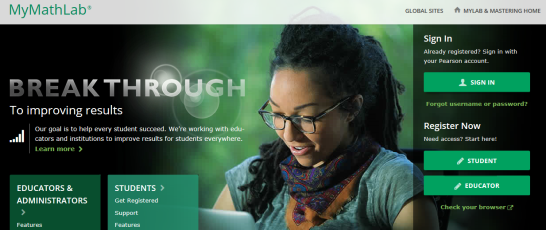 MyMathLab®
GLOBAL SITES
MYLAB & MASTERING HOME
BREAKTHROUGH
To improving results
Our goal is to help every student succeed. We're working with edu-
cators and institutions to improve results for students everywhere.
Learn more >
EDUCATORS &
ADMINISTRATORS
>
Features
STUDENTS >
Get Registered
Support
Features
Sign In
Already registered? Sign in with
your Pearson account.
SIGN IN
Forgot username or password?
Register Now
Need access? Start here!
STUDENT
EDUCATOR
Check your browser